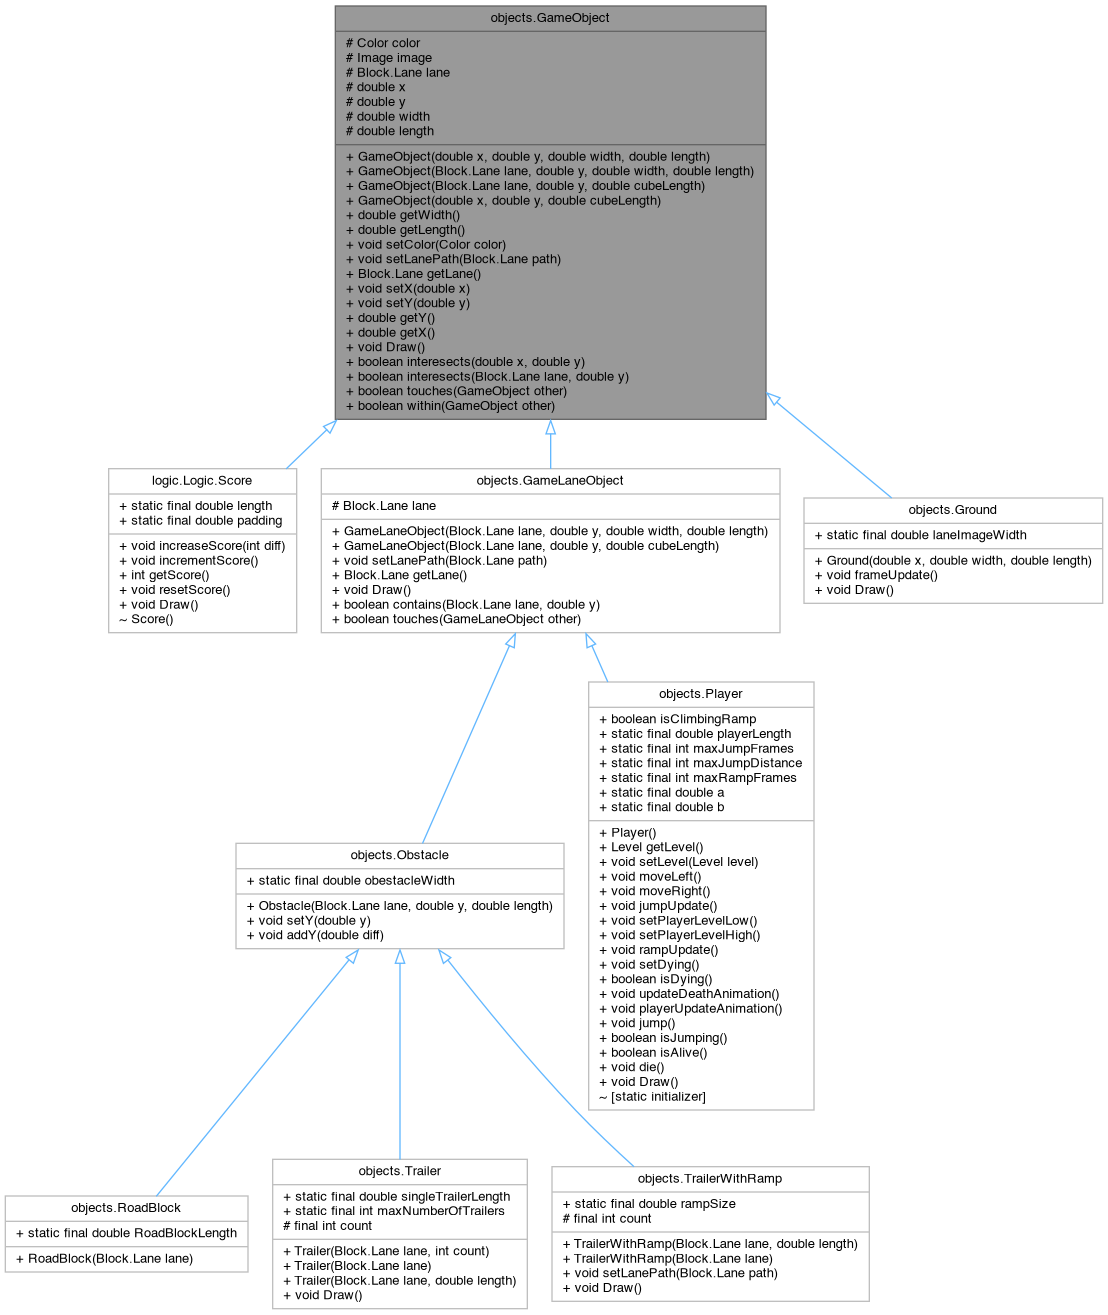 objects.GameObject
# Color color
# Image image
# Block.Lane lane
# double x
# double y
# double width
# double length
+ GameObject(double x, double y, double width, double length)
+ GameObject(Block.Lane lane, double y, double width, double length)
+ GameObject(Block.Lane lane, double y, double cubeLength)
+ GameObject(double x, double y, double cubeLength)
+ double getWidth()
+ double getLength()
+ void setColor(Color color)
+ void setLanePath(Block.Lane path)
+ Block.Lane getLane()
+ void setX(double x)
+ void setY(double y)
+ double getY()
+ double getX()
+ void Draw()
+ boolean interesects(double x, double y)
+ boolean interesects(Block.Lane lane, double y)
+ boolean touches(GameObject other)
+ boolean within(GameObject other)
logic.Logic.Score
+ static final double length
+ static final double padding
+ void increaseScore(int diff)
+ void incrementScore()
+ int getScore()
+ void resetScore()
+ void Draw()
~ Score()
objects.GameLaneObject
# Block.Lane lane
+ GameLaneObject(Block.Lane lane, double y, double width, double length)
+ GameLaneObject(Block.Lane lane, double y, double cubeLength)
+ void setLanePath(Block.Lane path)
+ Block.Lane getLane()
+ void Draw()
+ boolean contains(Block.Lane lane, double y)
+ boolean touches(GameLaneObject other)
objects.Ground
+ static final double laneImageWidth
+ Ground(double x, double width, double length)
+ void frameUpdate()
+ void Draw()
objects.Player
+ boolean isClimbingRamp
+ static final double playerLength
+ static final int maxJumpFrames
+ static final int maxJumpDistance
+ static final int maxRampFrames
+ static final double a
+ static final double b
+ Player()
+ Level getLevel()
+ void setLevel(Level level)
+ void moveLeft()
+ void moveRight()
+ void jumpUpdate()
+ void setPlayerLevelLow()
+ void setPlayerLevelHigh()
+ void rampUpdate()
+ void setDying()
+ boolean isDying()
+ void updateDeathAnimation()
+ void playerUpdateAnimation()
+ void jump()
+ boolean isJumping()
+ boolean isAlive()
+ void die()
+ void Draw()
~ [static initializer]
objects.Obstacle
+ static final double obestacleWidth
+ Obstacle(Block.Lane lane, double y, double length)
+ void setY(double y)
+ void addY(double diff)
objects.RoadBlock
+ static final double RoadBlockLength
+ RoadBlock(Block.Lane lane)
objects.Trailer
+ static final double singleTrailerLength
+ static final int maxNumberOfTrailers
# final int count
+ Trailer(Block.Lane lane, int count)
+ Trailer(Block.Lane lane)
+ Trailer(Block.Lane lane, double length)
+ void Draw()
objects.TrailerWithRamp
+ static final double rampSize
# final int count
+ TrailerWithRamp(Block.Lane lane, double length)
+ TrailerWithRamp(Block.Lane lane)
+ void setLanePath(Block.Lane path)
+ void Draw()